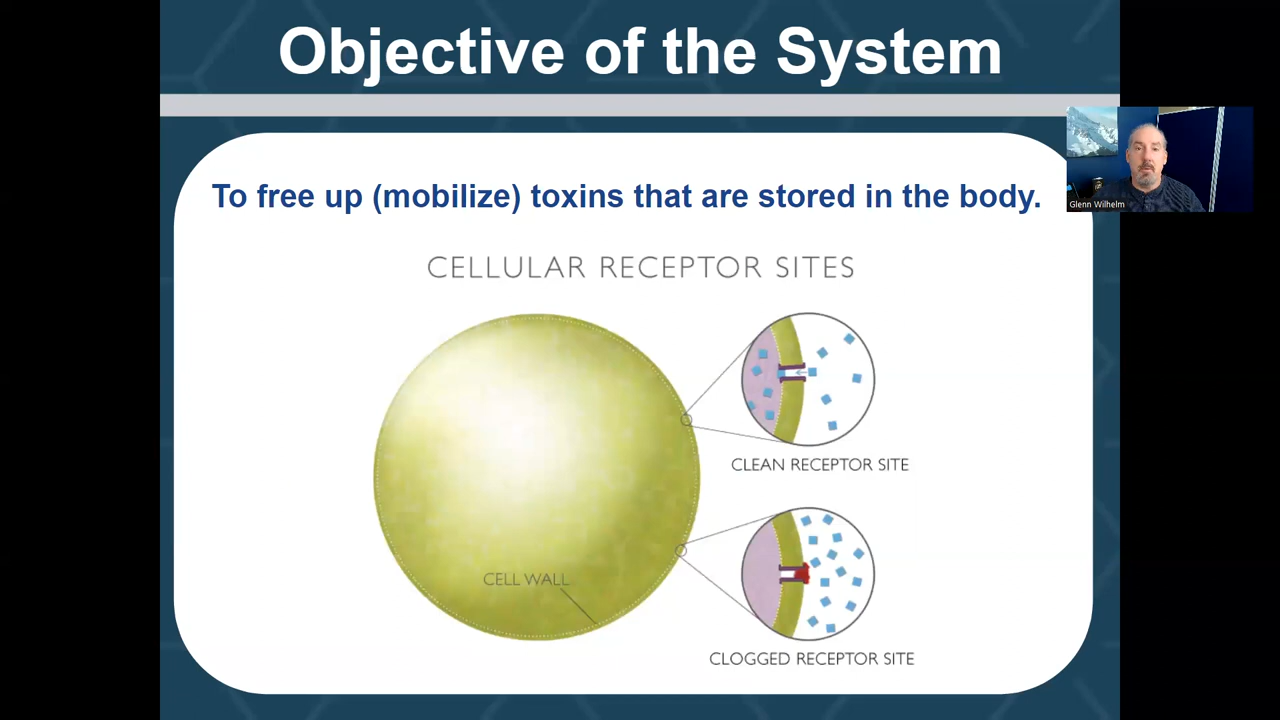 Objective of the System
To free up (mobilize) toxins that are stored in the body.
Glenn Wilhelm
CELLULAR RECEPTOR SITES
CLEAN RECEPTOR SITE
CELL WALL
CLOGGED RECEPTOR SITE